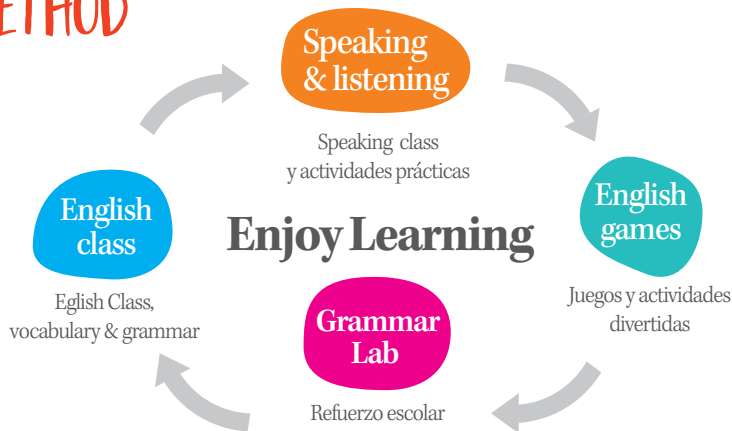 ETHOD
Speaking
& listening
Speaking class
y actividades prácticas
English
games
Juegos y actividades
divertidas
Enjoy Learning
English
class
Eglish Class,
vocabulary & grammar
Grammar
Lab
Refuerzo escolar